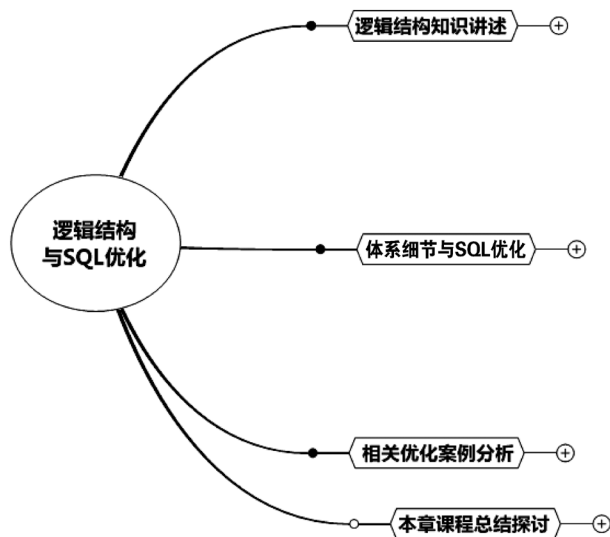 逻辑结构知识讲述
逻辑结构
与SQL优化
体系细节与SQL优化
相关优化案例分析
本章课程总结探讨